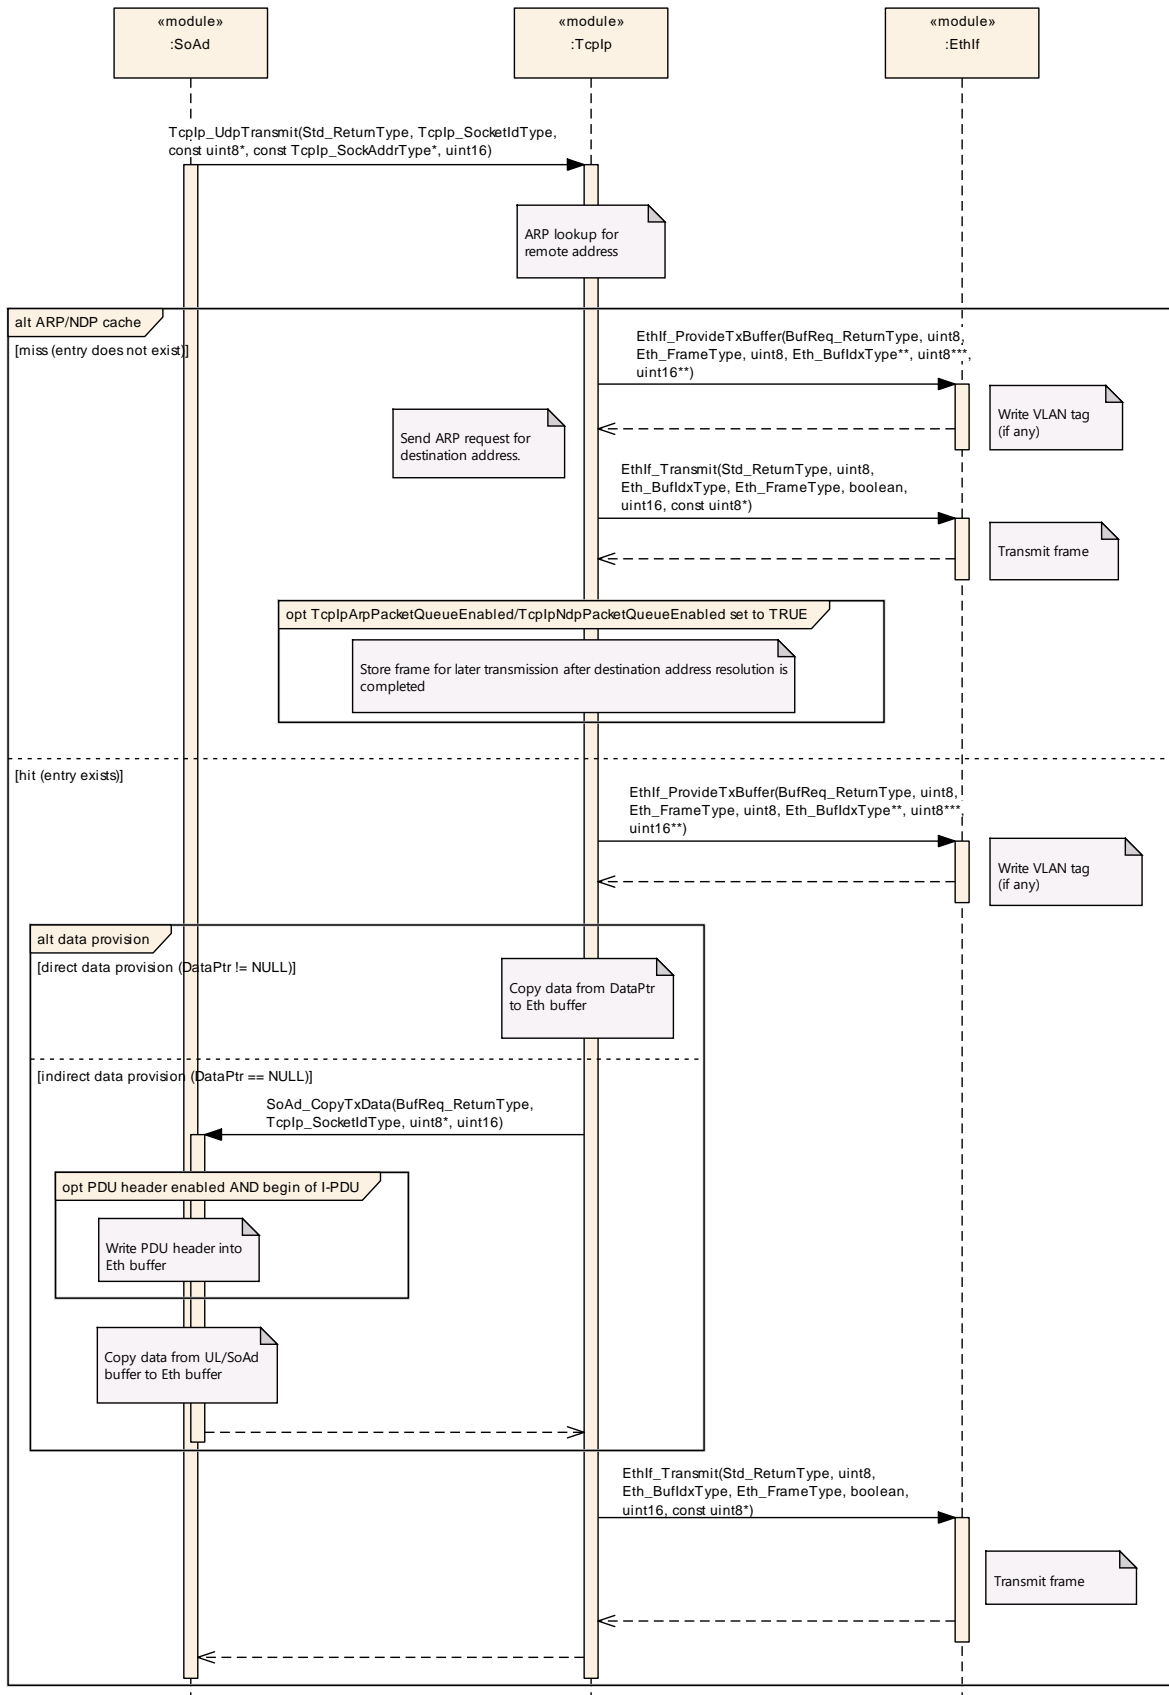 «module»
:SoAd
«module»
:TcpIp
«module»
:EthIf
TcpIp_UdpTransmit(Std_ReturnType, TcpIp_SocketIdType,
const uint8*, const TcpIp_SockAddrType*, uint16)
ARP lookup for
remote address
alt ARP/NDP cache
[miss (entry does not exist)]
EthIf_ProvideTxBuffer(BufReq_ReturnType, uint8,
Eth_FrameType, uint8, Eth_BufIdxType**, uint8***,
uint16**)
Write VLAN tag
(if any)
Send ARP request for
destination address.
EthIf_Transmit(Std_ReturnType, uint8,
Eth_BufIdxType, Eth_FrameType, boolean,
uint16, const uint8*)
Transmit frame
opt TcpIpArpPacketQueueEnabled/TcpIpNdpPacketQueueEnabled set to TRUE
Store frame for later transmission after destination address resolution is
completed
[hit (entry exists)]
EthIf_ProvideTxBuffer(BufReq_ReturnType, uint8,
Eth_FrameType, uint8, Eth_BufIdxType**, uint8***
uint16**)
Write VLAN tag
(if any)
alt data provision
[direct data provision (DataPtr != NULL)]
Copy data from DataPtr
to Eth buffer
[indirect data provision (DataPtr == NULL)]
SoAd_CopyTxData(BufReq_ReturnType,
TcpIp_SocketIdType, uint8*, uint16)
opt PDU header enabled AND begin of I-PDU
Write PDU header into
Eth buffer
Copy data from UL/SoAd
buffer to Eth buffer
EthIf_Transmit(Std_ReturnType, uint8,
Eth_BufIdxType, Eth_FrameType, boolean,
uint16, const uint8*)
Transmit frame